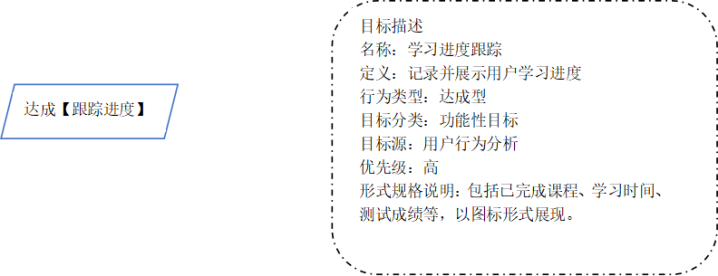 达成【跟踪进度】
目标描述
名称：学习进度跟踪
定义：记录并展示用户学习进度
行为类型：达成型
目标分类：功能性目标
目标源：用户行为分析
优先级：高
形式规格说明：包括已完成课程、学习时间、
测试成绩等，以图标形式展现。